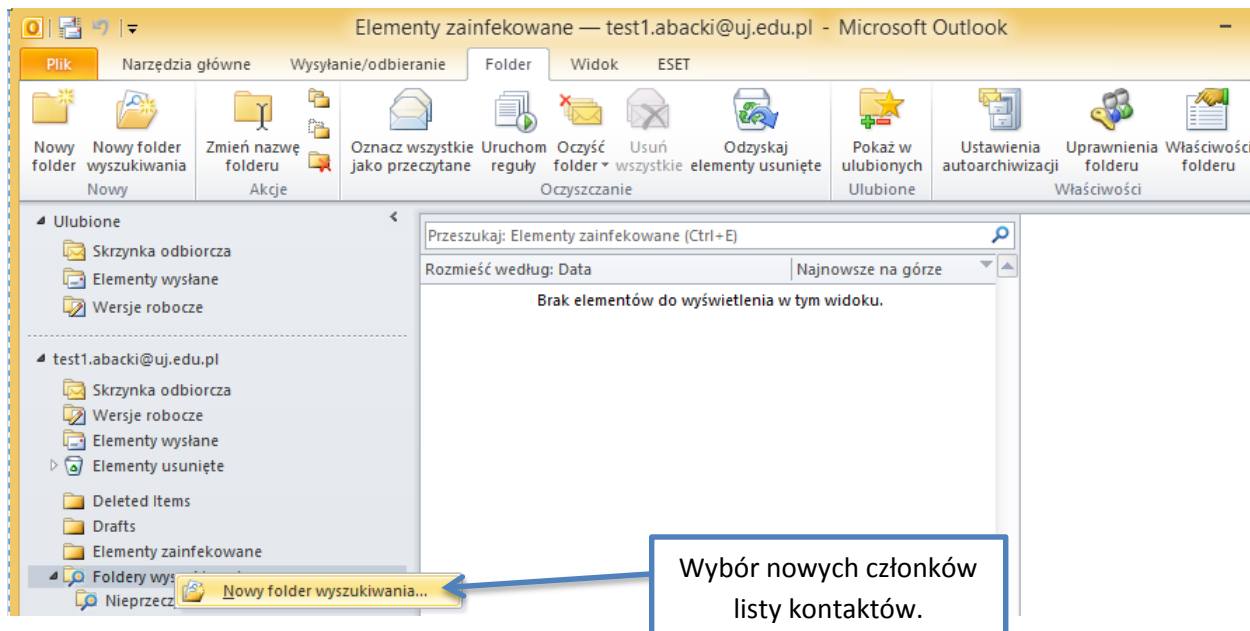 Elementy zainfekowane — test1.abacki@uj.edu.pl - Microsoft Outlook
Plik Narzędzia główne Wysyłanie/odbieranie Folder Widok ESET
Nowy folder
Nowy folder wyszukiwania
Zmień nazwę folderu
Oznacz wszystkie jako przeczytane
Uruchom reguły
Oczyść folder
Usuń wszystkie
Odzyskaj elementy usunięte
Pokaż w ulubionych
Ustawienia autoarchiwizacji
Uprawnienia folderu
Właściwości folderu
Nowy Akcje Oczyszczanie Ulubione Właściwości
Ulubione
Skrzynka odbiorcza
Elementy wysłane
Wersje robocze
test1.abacki@uj.edu.pl
Skrzynka odbiorcza
Wersje robocze
Elementy wysłane
Elementy usunięte
Deleted Items
Drafts
Elementy zainfekowane
Foldery
Nowy folder wyszukiwania...
Przeszukaj: Elementy zainfekowane (Ctrl+E)
Rozmieść według: Data Najnowsze na górze
Brak elementów do wyświetlenia w tym widoku.
Wybór nowych członków
listy kontaktów.